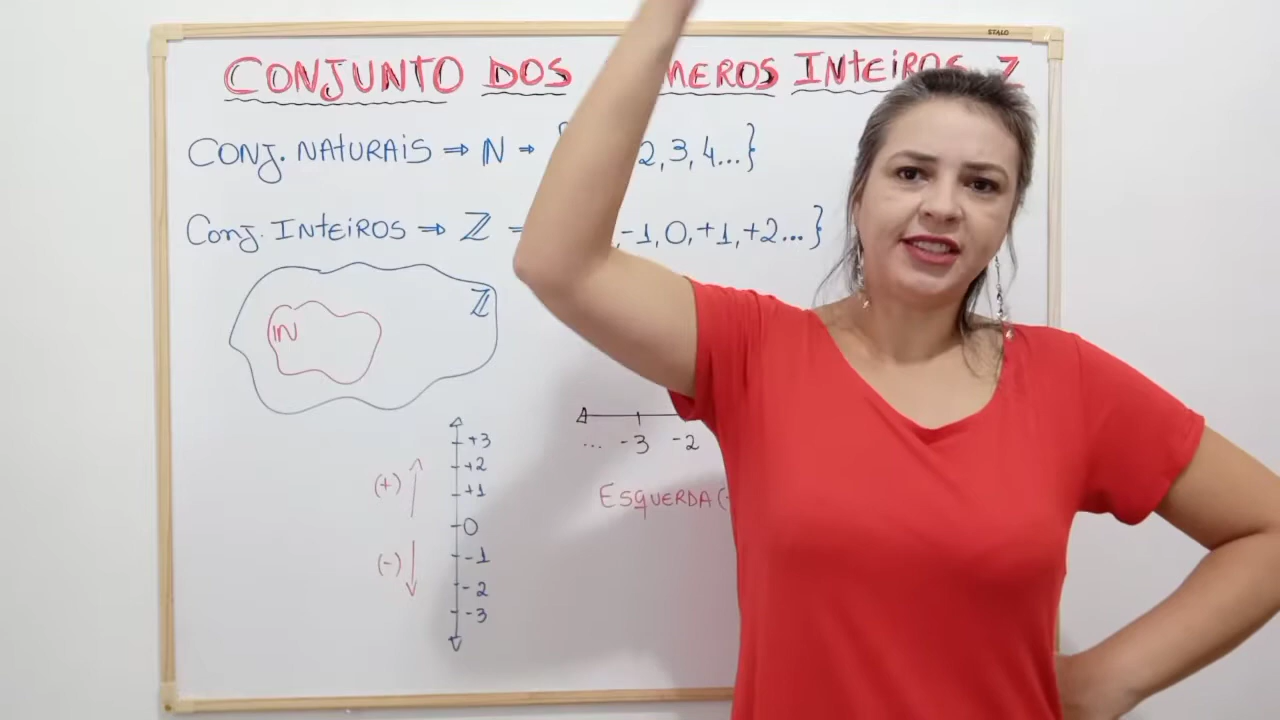 STALO
CONJUNTO DOS MEROS INTEIROS Z
CONJ. NATURAIS ⇒ ℕ → { 2, 3, 4...}
CONJ. INTEIROS ⇒ ℤ = , -1, 0, +1, +2...}
ℤ
ℕ
+3
+2
(+) +1
0
(-) -1
-2
-3
... -3 -2
ESQUERDA (-